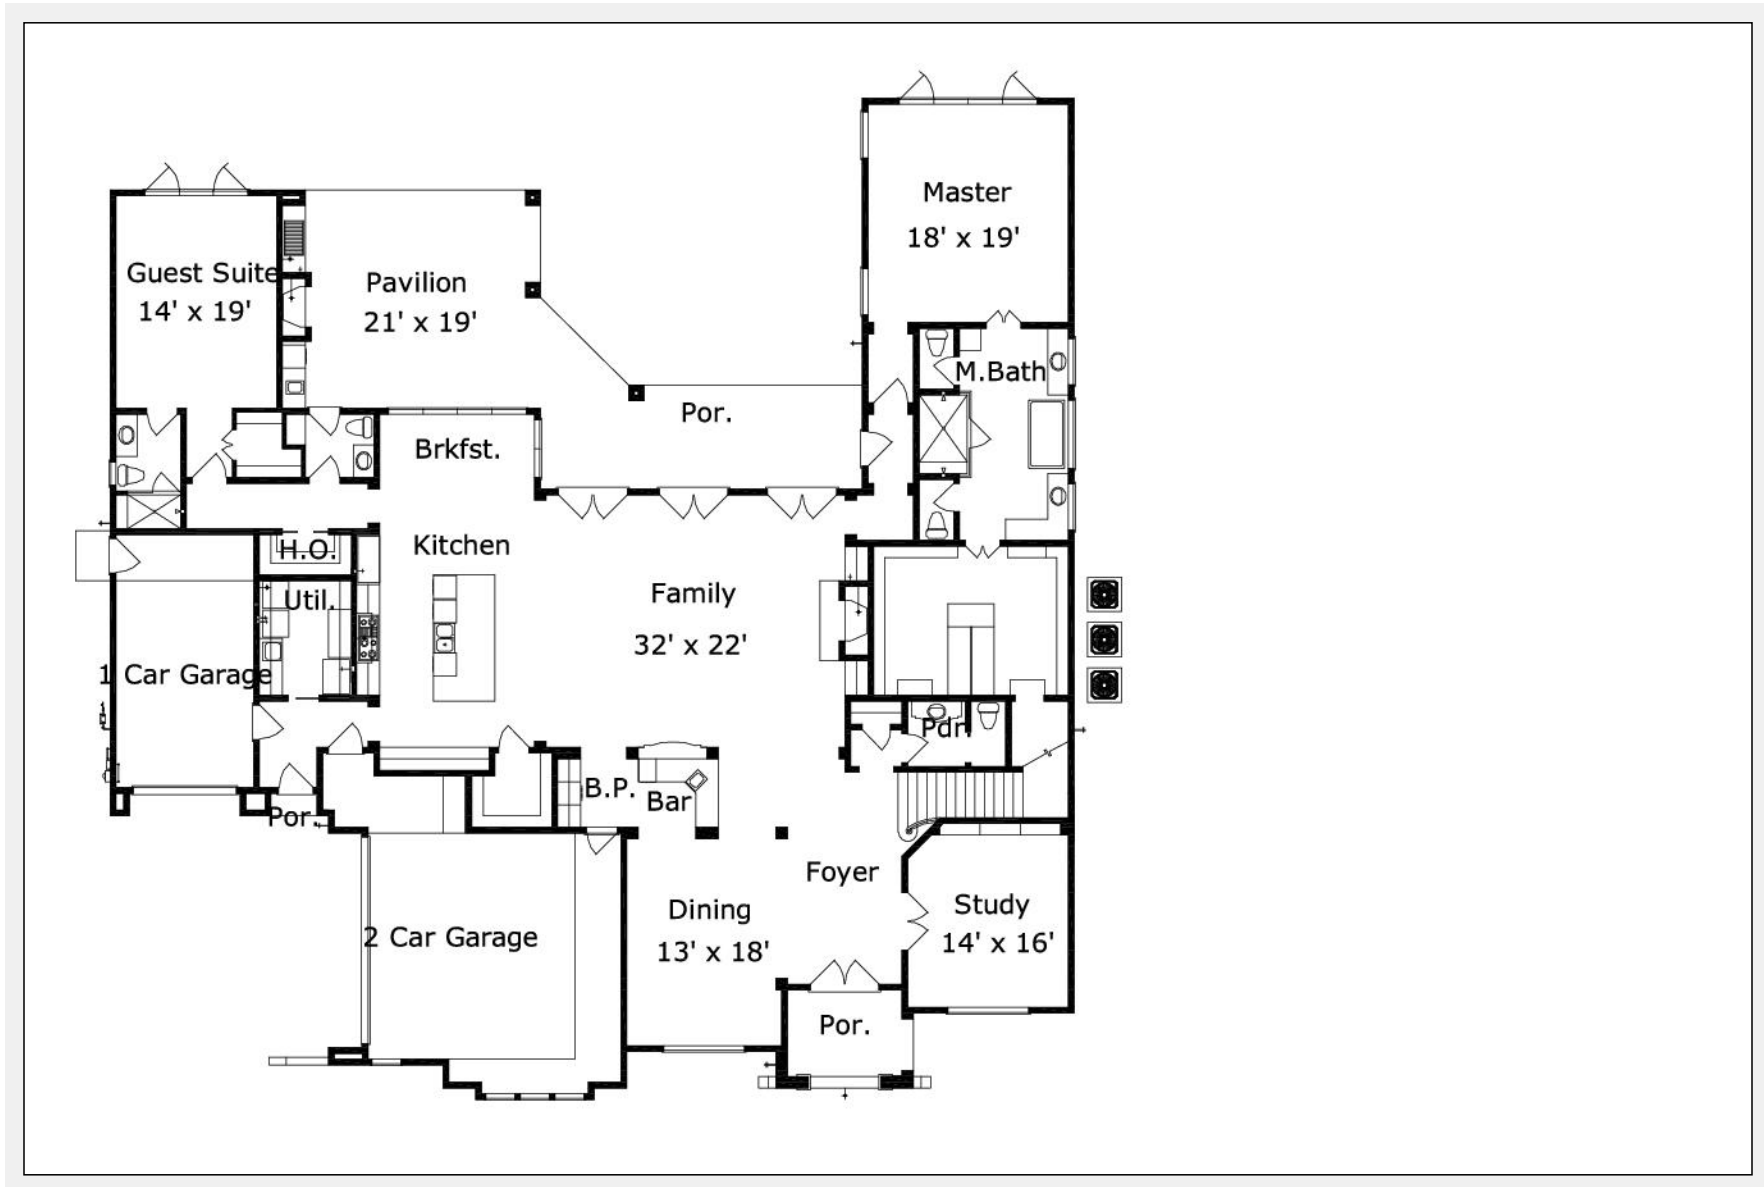 Master
18' x 19'
Guest Suite
14' x 19'
Pavilion
21' x 19'
M.Bath
Por.
Brkfst.
Kitchen
H.O.
Util.
Family
32' x 22'
1 Car Garage
Pdr.
B.P.
Bar
Por.
Foyer
Study
14' x 16'
Dining
13' x 18'
2 Car Garage
Por.